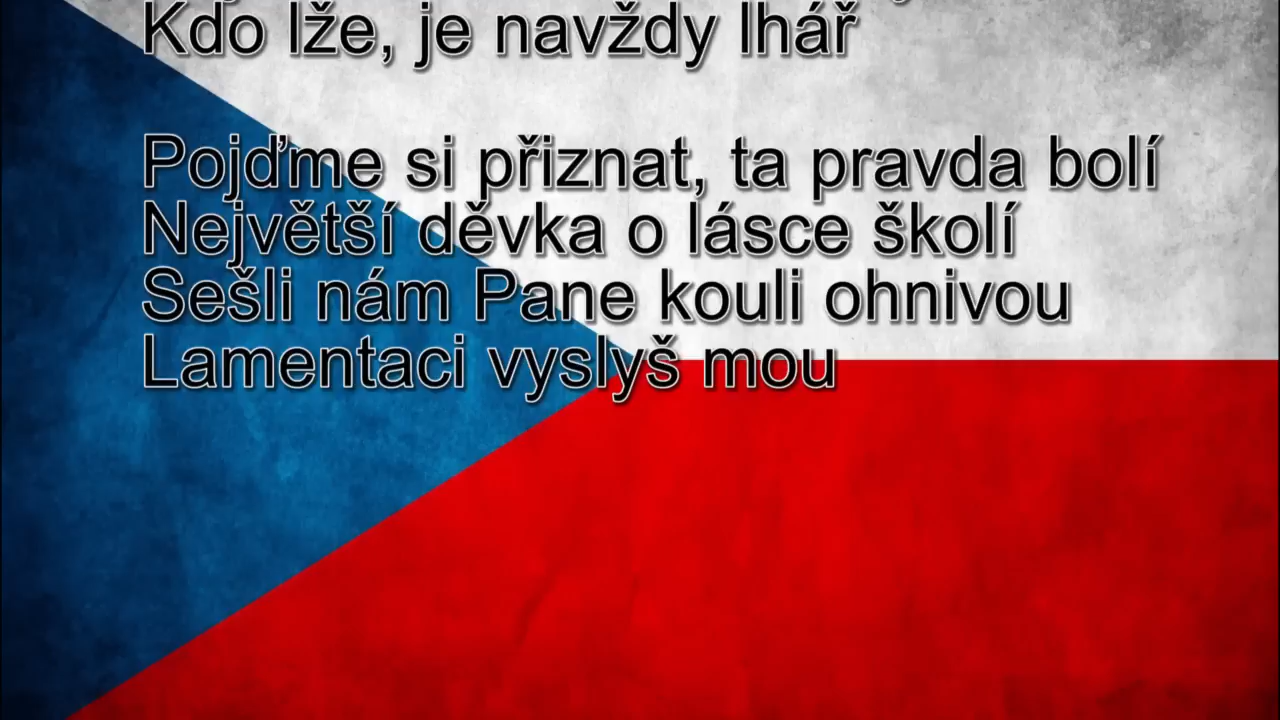 Kdo lže, je navždy lhář
Pojďme si přiznat, ta pravda bolí
Největší děvka o lásce školí
Sešli nám Pane kouli ohnivou
Lamentaci vyslyš mou